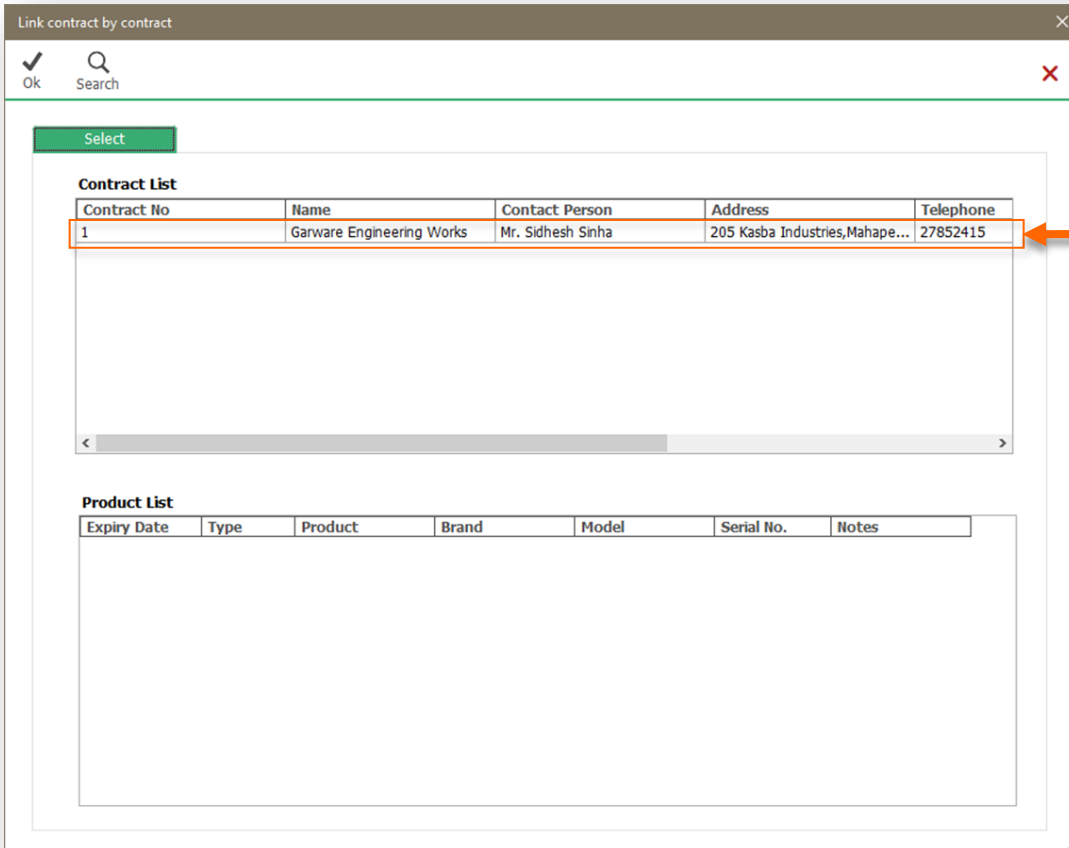 Link contract by contract
Ok Search
Select
Contract List
Contract No Name Contact Person Address Telephone
1 Garware Engineering Works Mr. Sidhesh Sinha 205 Kasba Industries,Mahape... 27852415
Product List
Expiry Date Type Product Brand Model Serial No. Notes